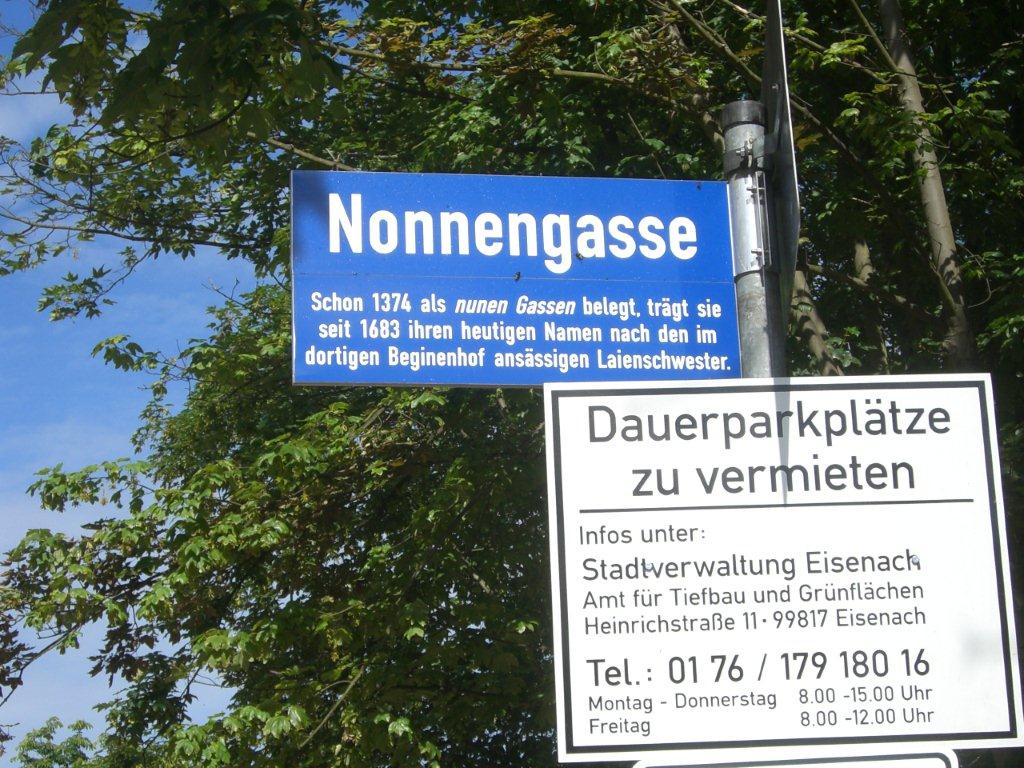 Nonnengasse
Schon 1374 als nunen Gassen belegt, trägt sie
seit 1683 ihren heutigen Namen nach den im
dortigen Beginenhof ansässigen Laienschwester.
Dauerparkplätze
zu vermieten
Infos unter:
Stadtverwaltung Eisenach
Amt für Tiefbau und Grünflächen
Heinrichstraße 11 · 99817 Eisenach
Tel.: 01 76 / 179 180 16
Montag - Donnerstag 8.00 -15.00 Uhr
Freitag 8.00 -12.00 Uhr